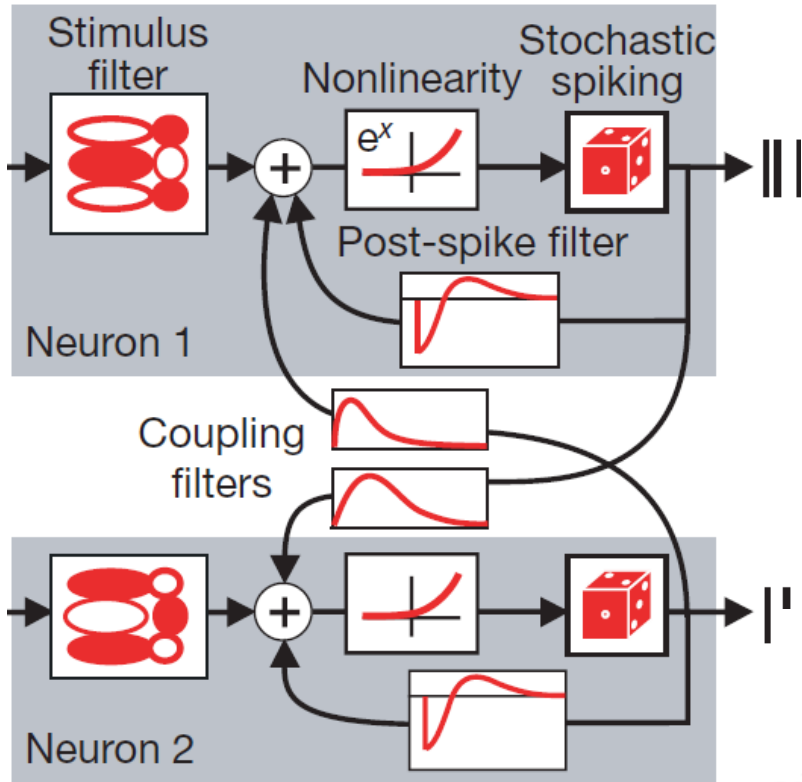 Stimulus
filter
Nonlinearity
Stochastic
spiking
e^x
+
Post-spike filter
Neuron 1
Coupling
filters
+
Neuron 2